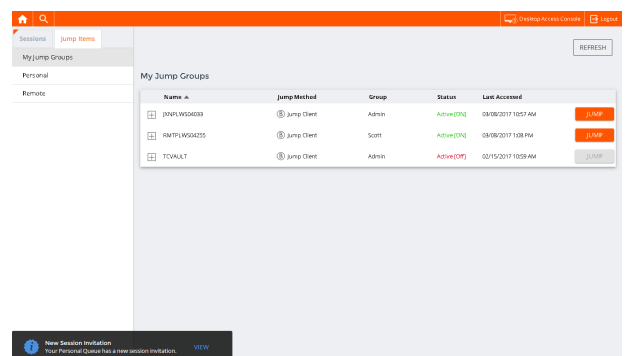 Desktop Access Console Logout
Sessions Jump Items
REFRESH
My Jump Groups
Personal
Remote
My Jump Groups
Name Jump Method Group Status Last Accessed
JXNPLWS04033 Jump Client Admin Active [ON] 03/08/2017 10:57 AM JUMP
RMTPLWS04255 Jump Client Scott Active [ON] 03/08/2017 1:08 PM JUMP
TCVAULT Jump Client Admin Active [Off] 02/15/2017 10:59 AM JUMP
New Session Invitation
Your Personal Queue has a new session invitation. VIEW